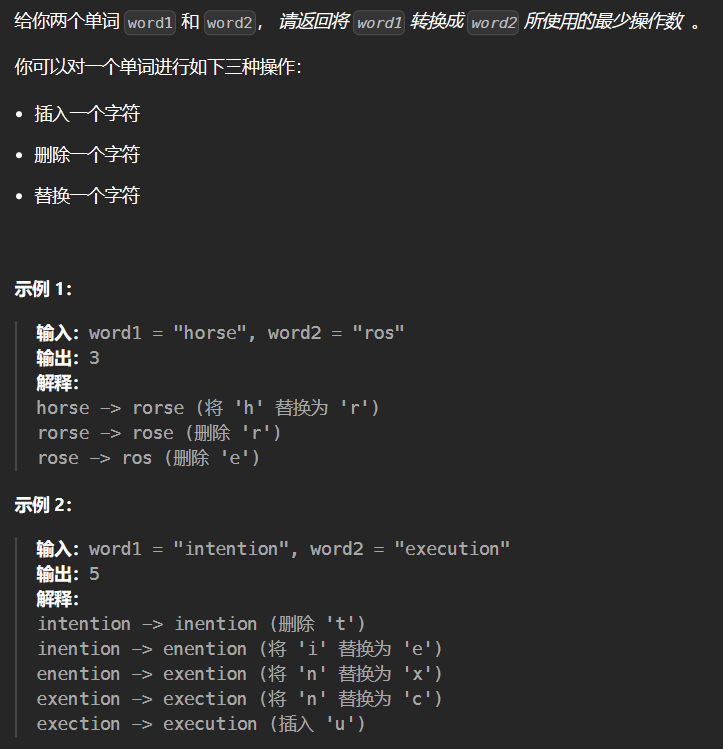 给你两个单词 word1 和 word2， 请返回将 word1 转换成 word2 所使用的最少操作数 。
你可以对一个单词进行如下三种操作：
• 插入一个字符
• 删除一个字符
• 替换一个字符
示例 1：
输入：word1 = "horse", word2 = "ros"
输出：3
解释：
horse -> rorse (将 'h' 替换为 'r')
rorse -> rose (删除 'r')
rose -> ros (删除 'e')
示例 2：
输入：word1 = "intention", word2 = "execution"
输出：5
解释：
intention -> inention (删除 't')
inention -> enention (将 'i' 替换为 'e')
enention -> exention (将 'n' 替换为 'x')
exention -> exection (将 'n' 替换为 'c')
exection -> execution (插入 'u')